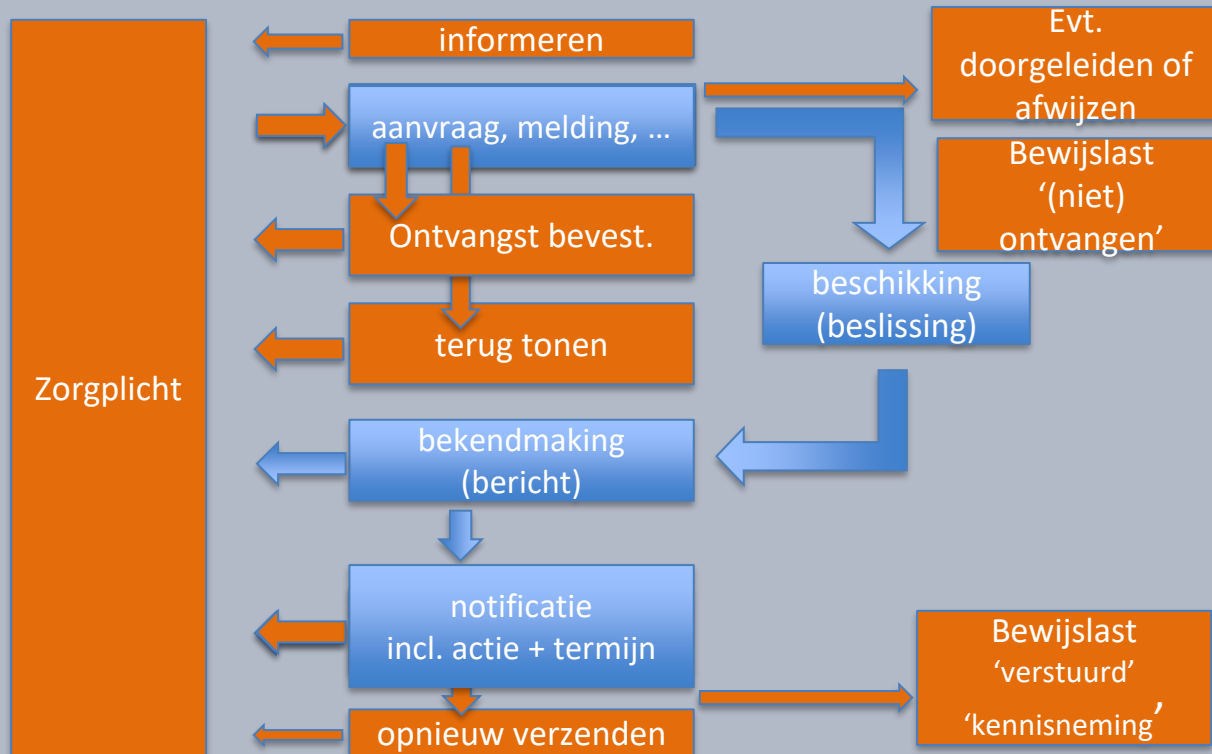 Zorgplicht
informeren
aanvraag, melding, ...
Ontvangst bevest.
terug tonen
bekendmaking
(bericht)
notificatie
incl. actie + termijn
opnieuw verzenden
Evt.
doorgeleiden of
afwijzen
Bewijslast
‘(niet)
ontvangen’
beschikking
(beslissing)
Bewijslast
‘verstuurd’
‘kennisneming’